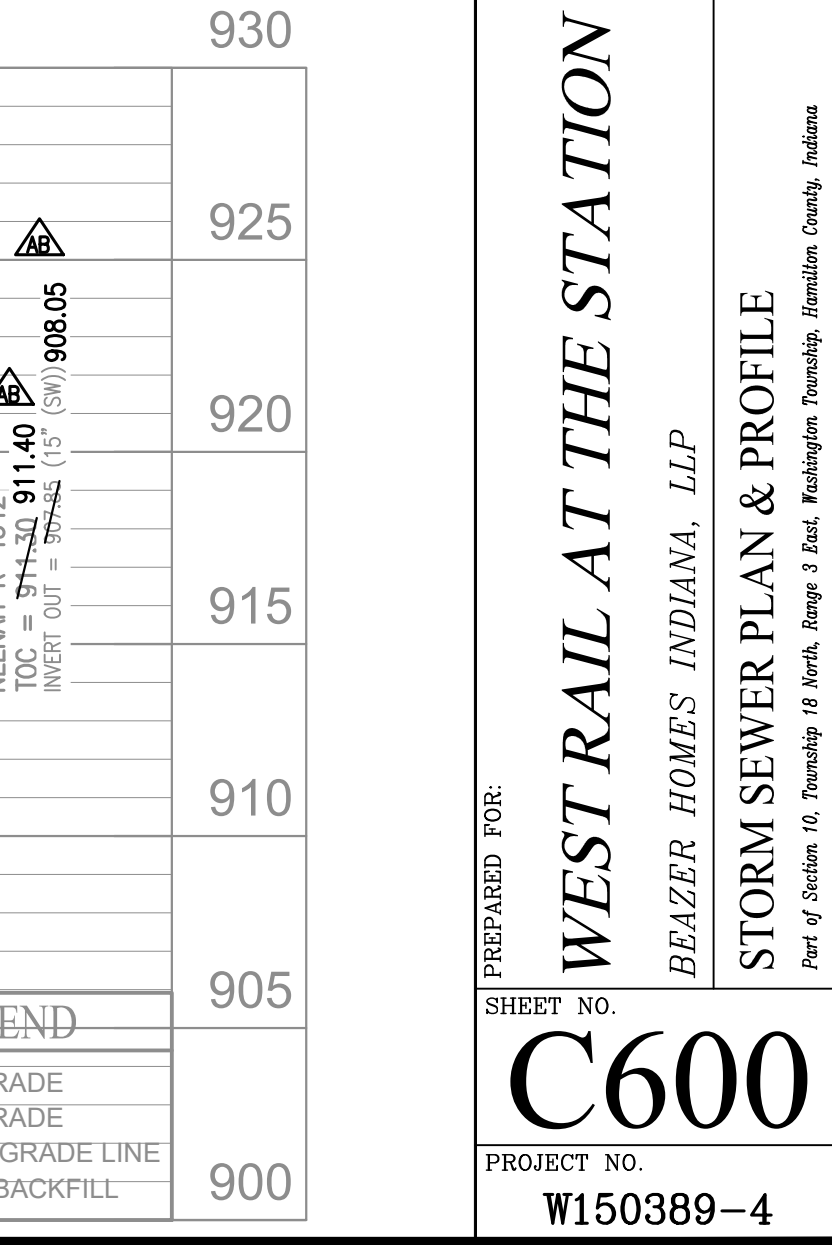 930
925
920
915
910
905
900
AB
AB
TOC = 911.30 911.40
INVERT OUT = 907.85 (15" (SW)) 908.05
END
RADE
RADE
GRADE LINE
BACKFILL
PREPARED FOR:
WEST RAIL AT THE STATION
BEAZER HOMES INDIANA, LLP
STORM SEWER PLAN & PROFILE
Part of Section 10, Township 18 North, Range 3 East, Washington Township, Hamilton County, Indiana
SHEET NO.
C600
PROJECT NO.
W150389-4